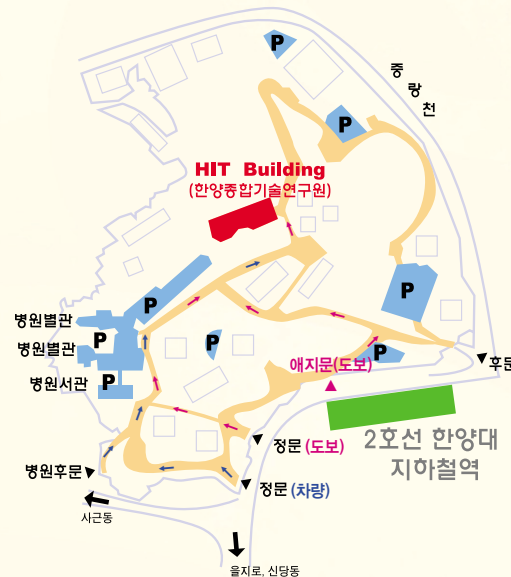 P
중
랑
천
P
HIT Building
(한양종합기술연구원)
P
P
병원별관
P
병원별관
P
P
애지문(도보)
P
후문
병원서관
P
2호선 한양대
지하철역
정문 (도보)
병원후문
정문 (차량)
사근동
을지로, 신당동